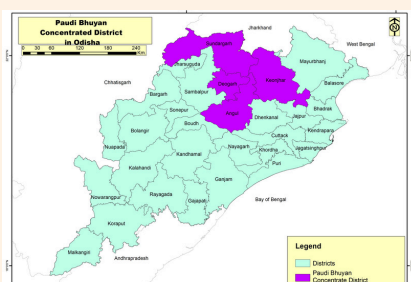 Paudi Bhuyan
Concentrated District
in Odisha
0 30 60 120 180 240
N
Jharkhand
West Bengal
Sundargarh
Jharsuguda
Mayurbhanj
Chhatisgarh
Sambalpur
Deogarh
Keonjhar
Balasore
Bargarh
Bhadrak
Sonepur
Angul
Dhenkanal
Jajpur
Bolangir
Boudh
Kendrapara
Cuttack
Nuapada
Nayagarh
Jagatsinghpur
Kandhamal
Khordha
Kalahandi
Puri
Ganjam
Nowarangpur
Rayagada
Gajapati
Bay of Bengal
Koraput
Malkangiri
Andhrapradesh
Legend
Districts
Paudi Bhuyan
Concentrate District